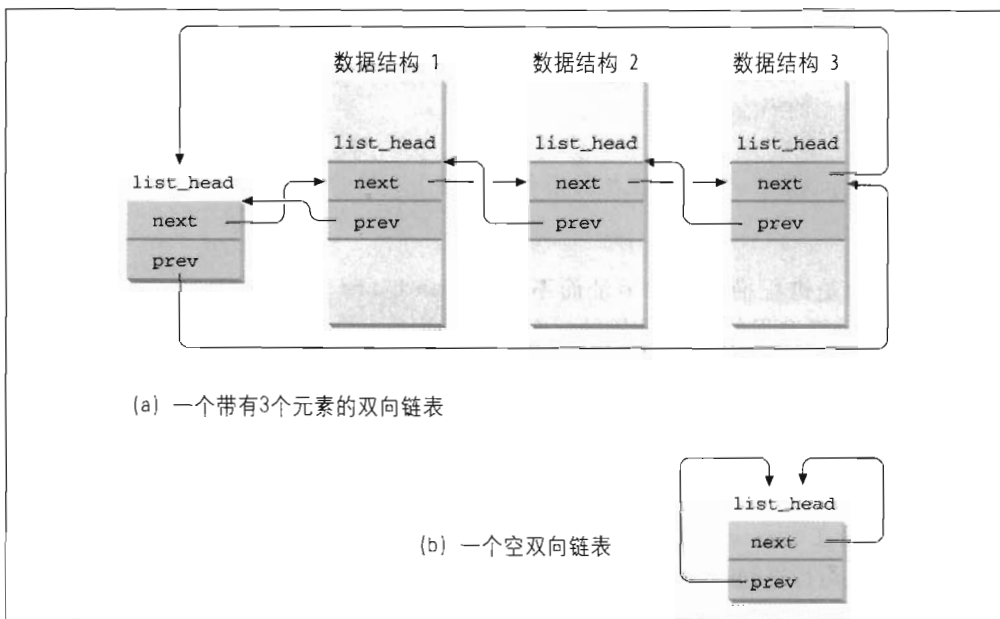 数据结构 1
数据结构 2
数据结构 3
list_head
list_head
list_head
list_head
next
next
next
next
prev
prev
prev
prev
(a) 一个带有3个元素的双向链表
list_head
(b) 一个空双向链表
next
prev